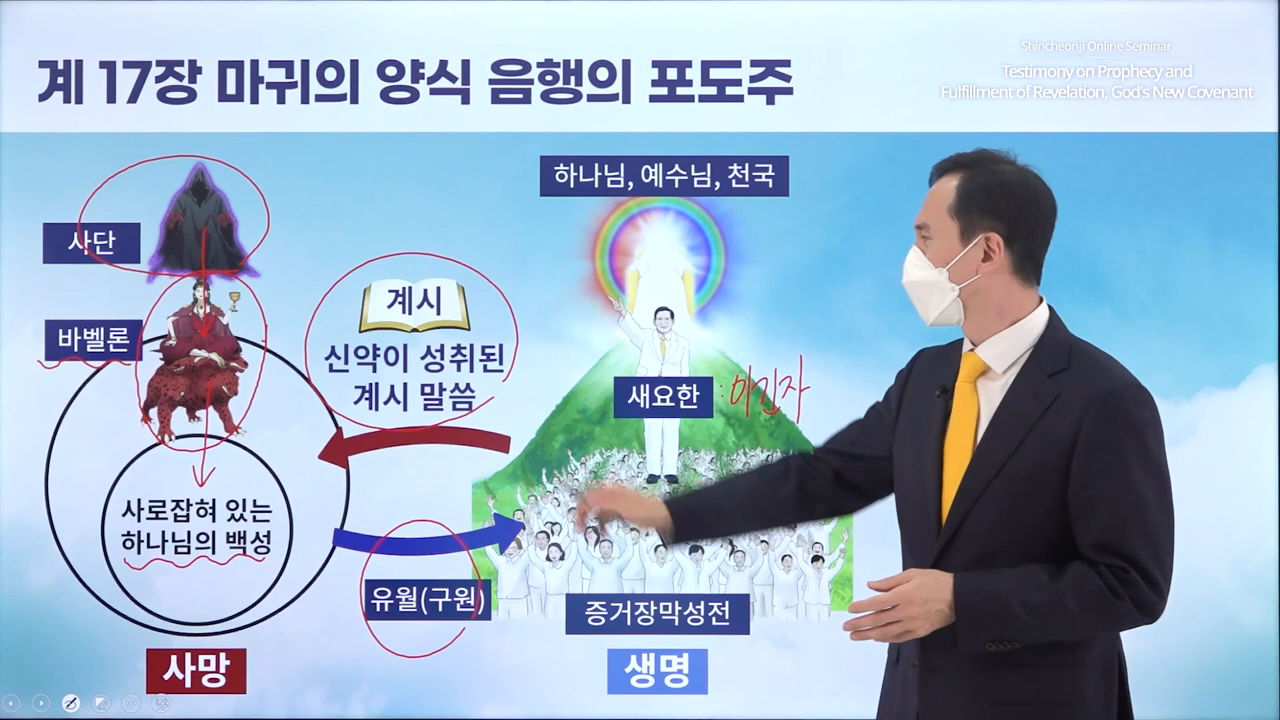 계 17장 마귀의 양식 음행의 포도주
Shincheonji Online Seminar
Testimony on Prophecy and
Fulfillment of Revelation, God's New Covenant
하나님, 예수님, 천국
사단
계시
바벨론
신약이 성취된
계시 말씀
새요한
: 이긴자
사로잡혀 있는
하나님의 백성
유월(구원)
증거장막성전
사망
생명